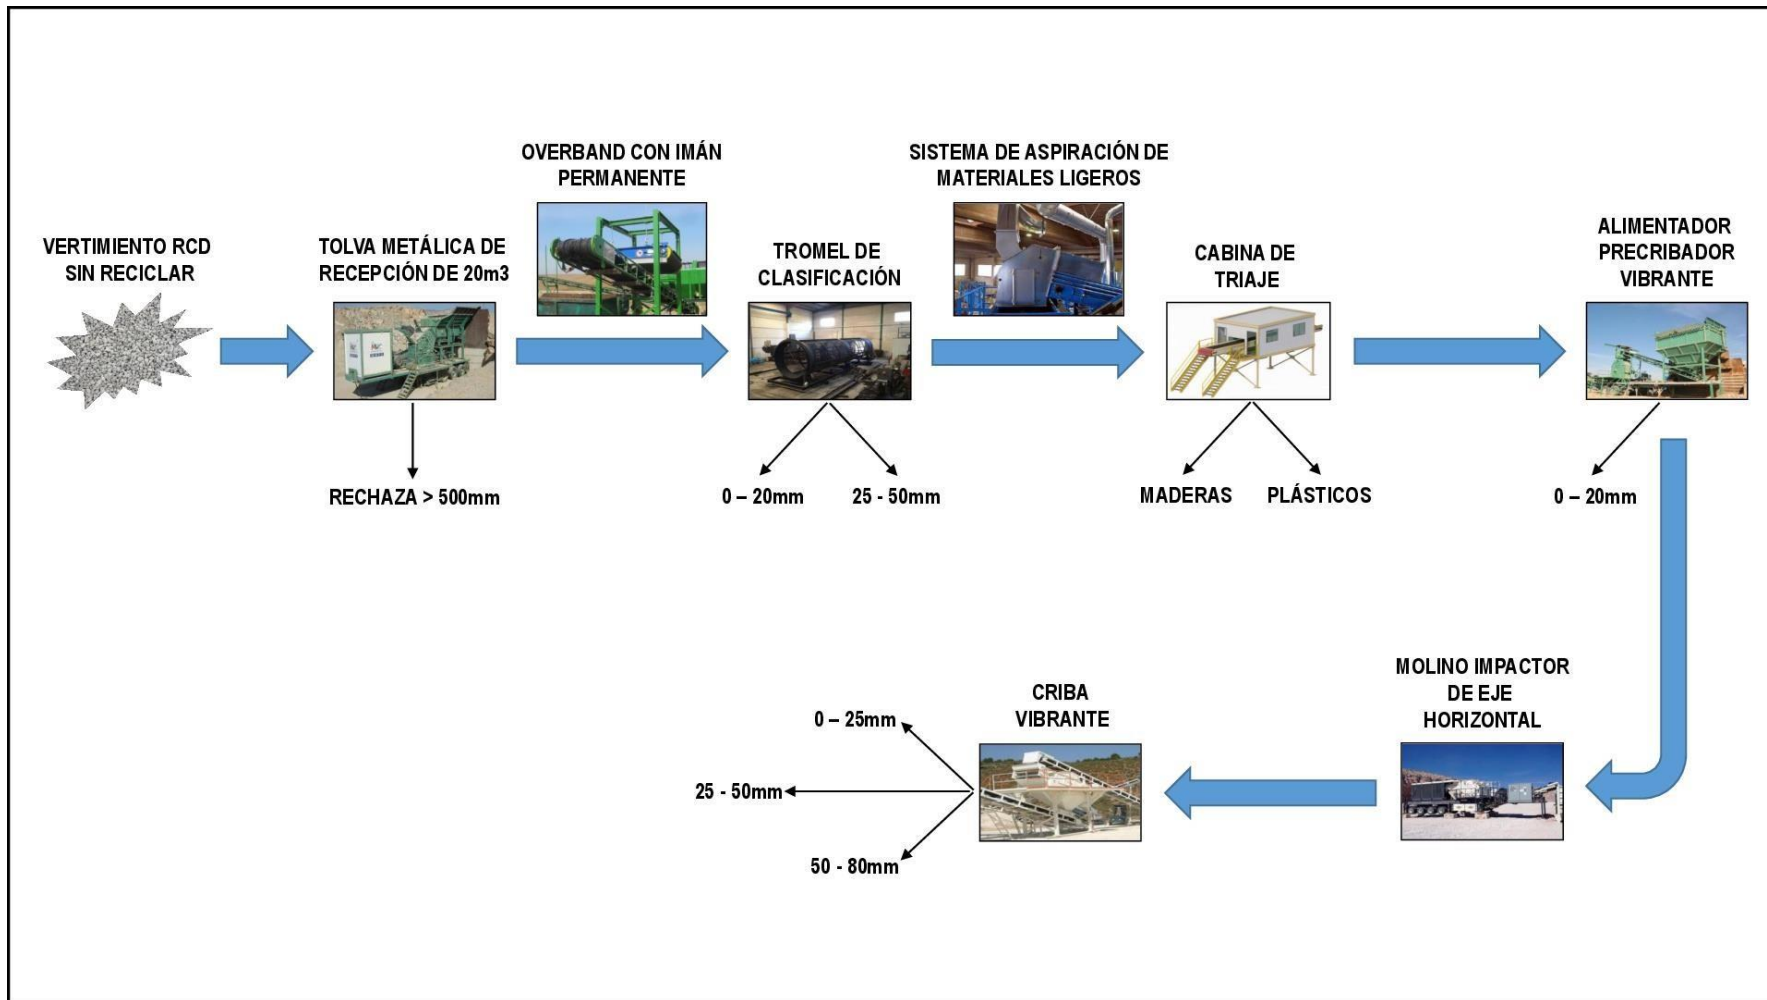 VERTIMIENTO RCD
SIN RECICLAR
TOLVA METÁLICA DE
RECEPCIÓN DE 20m3
OVERBAND CON IMÁN
PERMANENTE
TROMEL DE
CLASIFICACIÓN
SISTEMA DE ASPIRACIÓN DE
MATERIALES LIGEROS
CABINA DE
TRIAJE
ALIMENTADOR
PRECRIBADOR
VIBRANTE
RECHAZA > 500mm
0 – 20mm
25 - 50mm
MADERAS
PLÁSTICOS
0 – 20mm
MOLINO IMPACTOR
DE EJE
HORIZONTAL
CRIBA
VIBRANTE
0 – 25mm
25 - 50mm
50 - 80mm